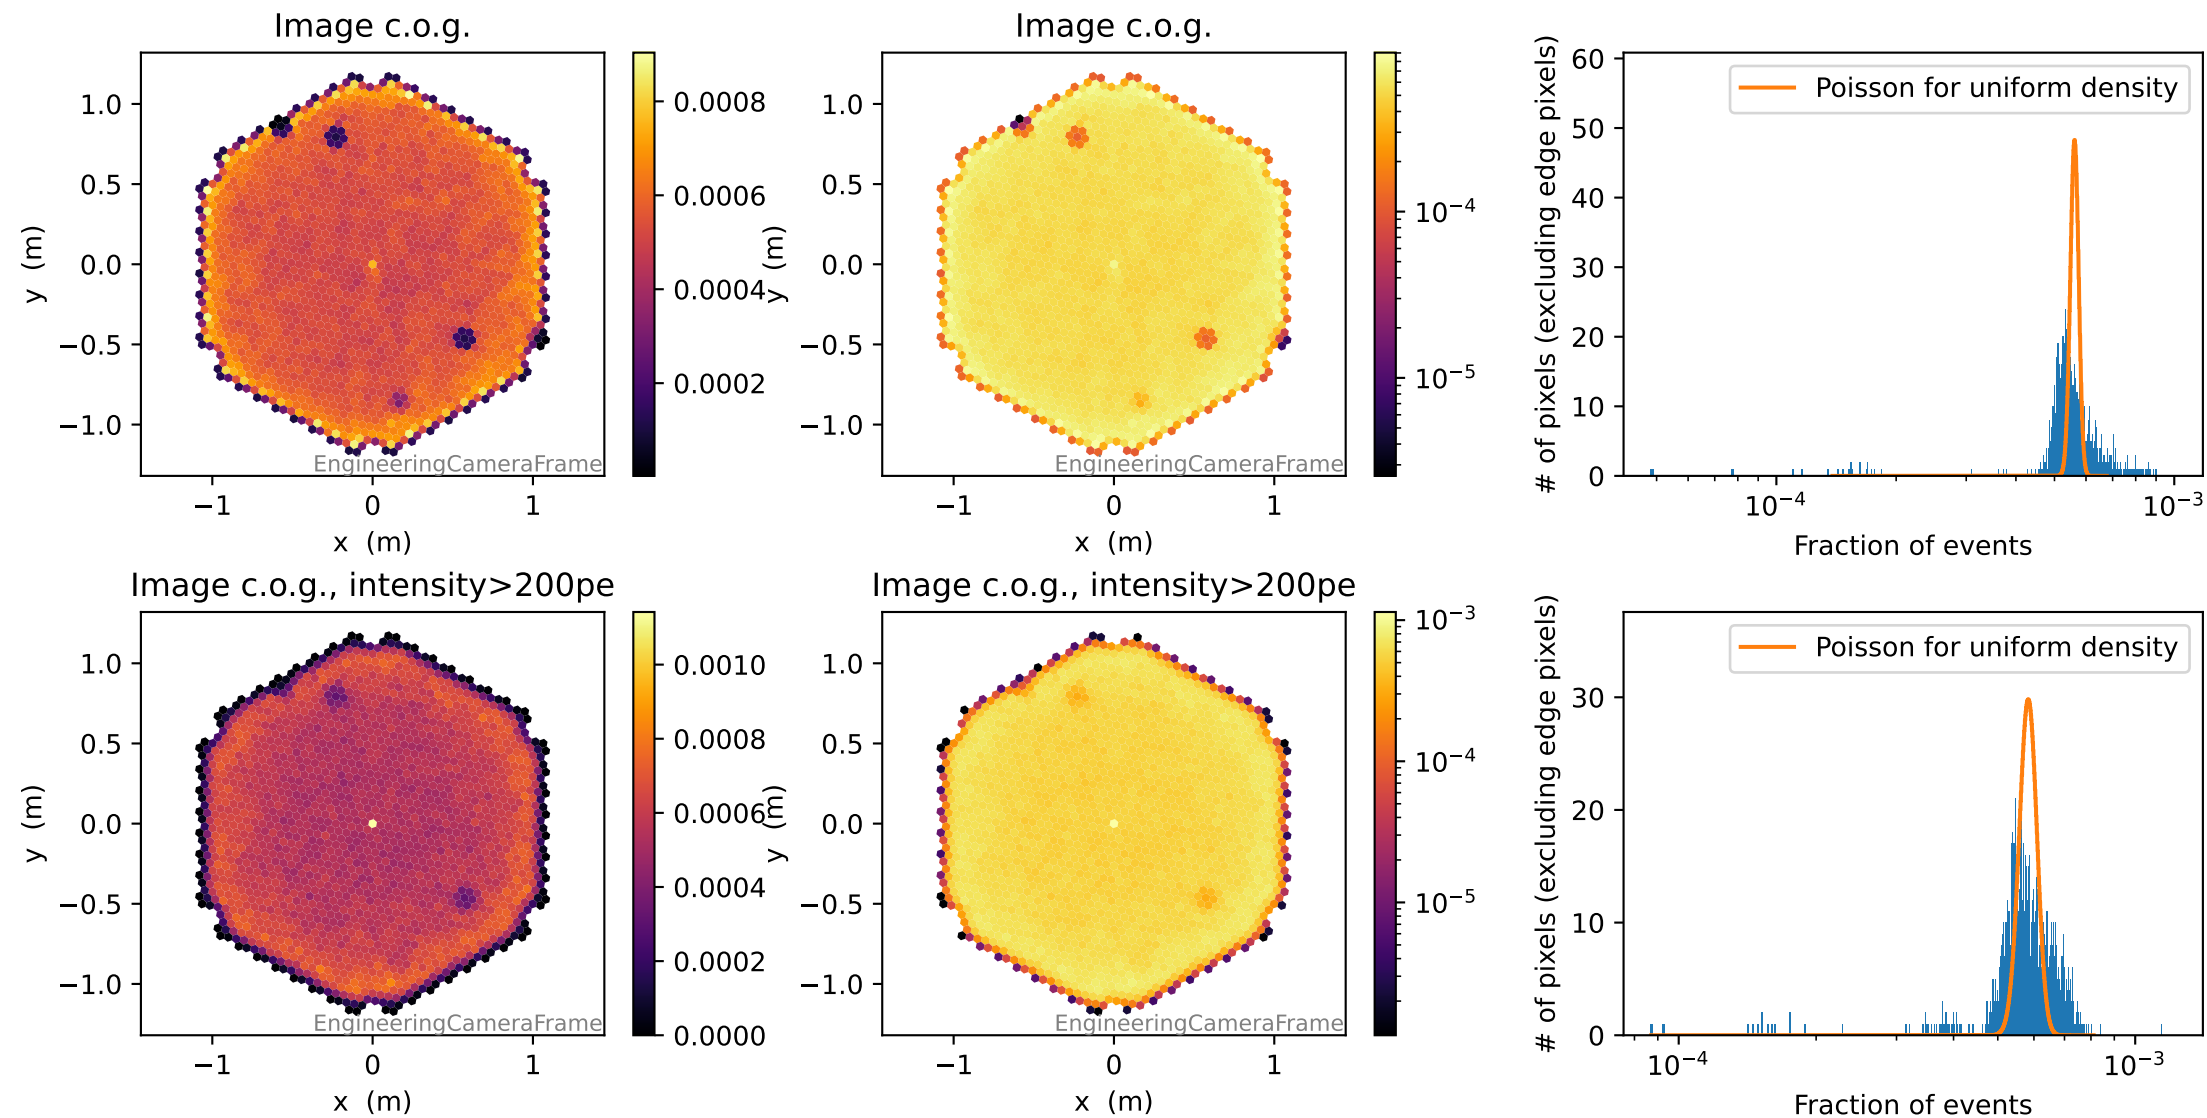 Image c.o.g.
1.0
0.5
0.0
−0.5
−1.0
y (m)
−1
0
1
x (m)
EngineeringCameraFrame
0.0008
0.0006
0.0004
0.0002
Image c.o.g.
1.0
0.5
0.0
−0.5
−1.0
y (m)
−1
0
1
x (m)
EngineeringCameraFrame
10⁻⁴
10⁻⁵
60
50
40
30
20
10
0
# of pixels (excluding edge pixels)
Poisson for uniform density
10⁻⁴
10⁻³
Fraction of events
Image c.o.g., intensity>200pe
1.0
0.5
0.0
−0.5
−1.0
y (m)
−1
0
1
x (m)
EngineeringCameraFrame
0.0010
0.0008
0.0006
0.0004
0.0002
0.0000
Image c.o.g., intensity>200pe
1.0
0.5
0.0
−0.5
−1.0
y (m)
−1
0
1
x (m)
EngineeringCameraFrame
10⁻³
10⁻⁴
10⁻⁵
30
20
10
0
# of pixels (excluding edge pixels)
Poisson for uniform density
10⁻⁴
10⁻³
Fraction of events